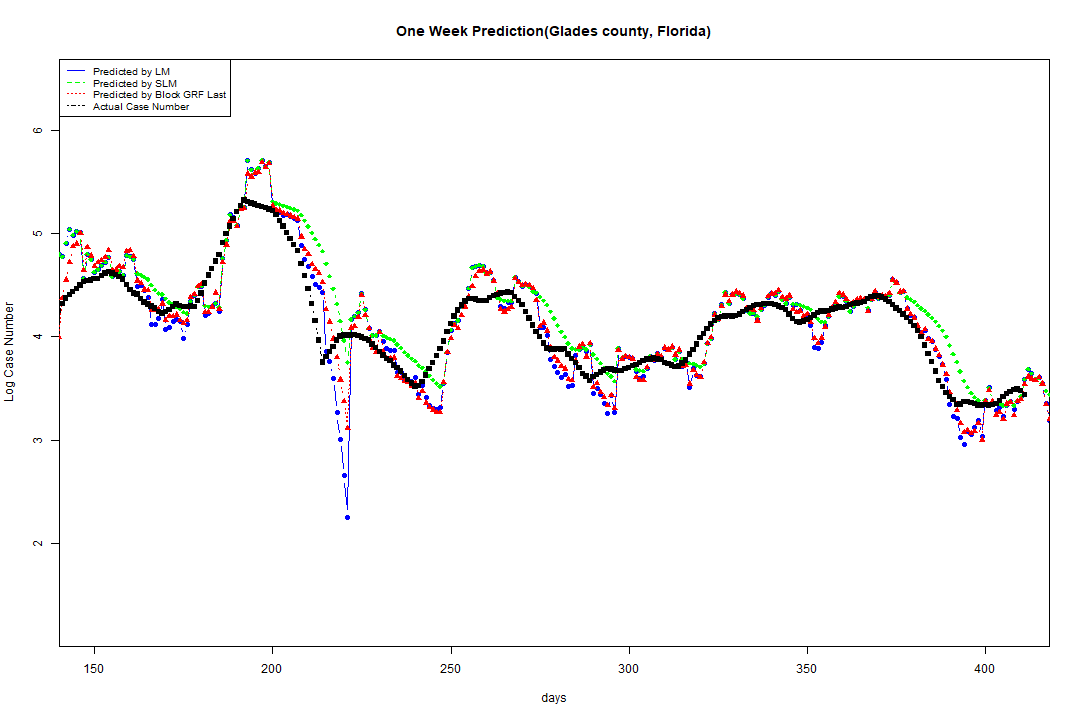 One Week Prediction(Glades county, Florida)
Predicted by LM
Predicted by SLM
Predicted by Block GRF Last
Actual Case Number
6
5
4
3
2
Log Case Number
150 200 250 300 350 400
days